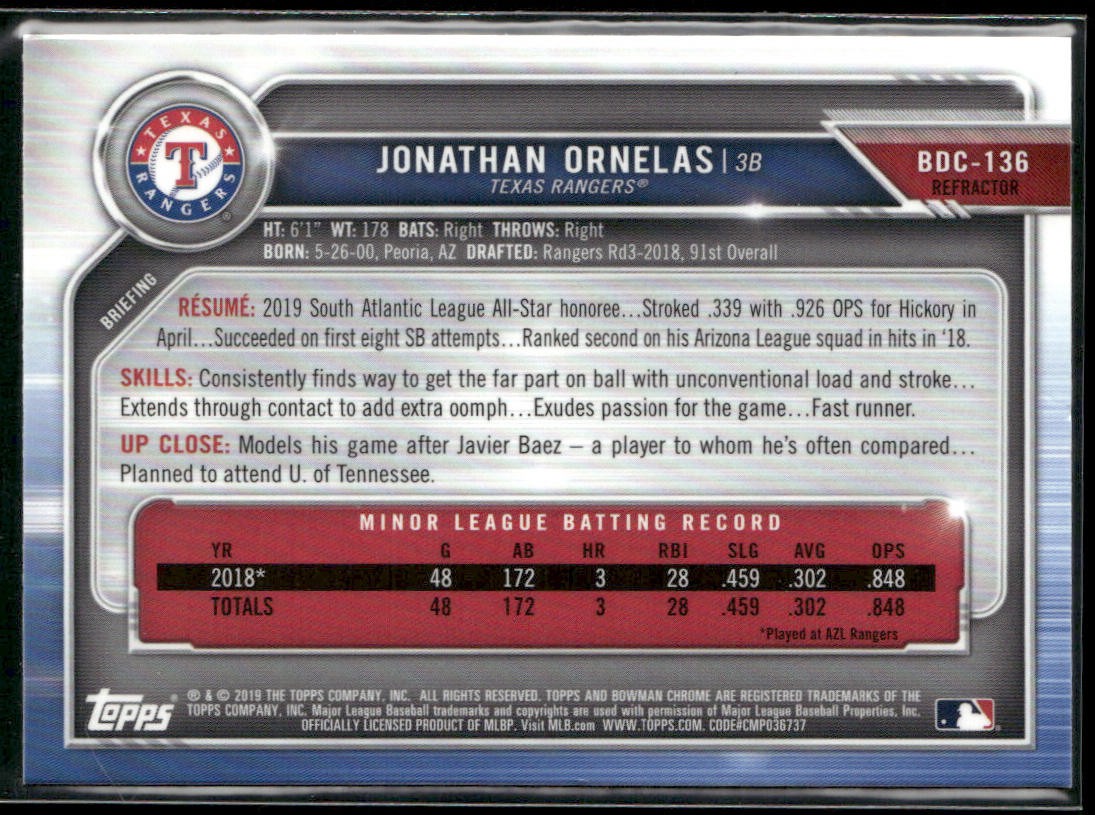 TEXAS
T
RANGERS
®
JONATHAN ORNELAS | 3B
TEXAS RANGERS®
BDC-136
REFRACTOR
HT: 6'1" WT: 178 BATS: Right THROWS: Right
BORN: 5-26-00, Peoria, AZ DRAFTED: Rangers Rd3-2018, 91st Overall
BRIEFING
RÉSUMÉ: 2019 South Atlantic League All-Star honoree...Stroked .339 with .926 OPS for Hickory in
April...Succeeded on first eight SB attempts...Ranked second on his Arizona League squad in hits in '18.
SKILLS: Consistently finds way to get the far part on ball with unconventional load and stroke...
Extends through contact to add extra oomph...Exudes passion for the game...Fast runner.
UP CLOSE: Models his game after Javier Baez – a player to whom he's often compared...
Planned to attend U. of Tennessee.
MINOR LEAGUE BATTING RECORD
YR G AB HR RBI SLG AVG OPS
2018* 48 172 3 28 .459 .302 .848
TOTALS 48 172 3 28 .459 .302 .848
*Played at AZL Rangers
Topps®
® & © 2019 THE TOPPS COMPANY, INC. ALL RIGHTS RESERVED. TOPPS AND BOWMAN CHROME ARE REGISTERED TRADEMARKS OF THE
TOPPS COMPANY, INC. Major League Baseball trademarks and copyrights are used with permission of Major League Baseball Properties, Inc.
OFFICIALLY LICENSED PRODUCT OF MLBP. Visit MLB.com WWW.TOPPS.COM. CODE#CMP036737